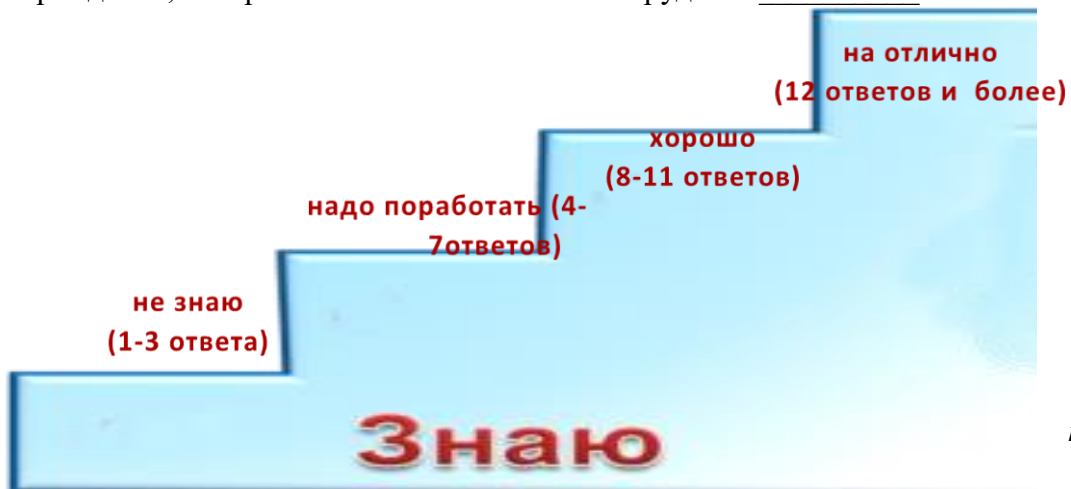 на отлично
(12 ответов и  более)
хорошо
(8-11 ответов)
надо поработать (4-
7ответов)
не знаю
(1-3 ответа)
Знаю